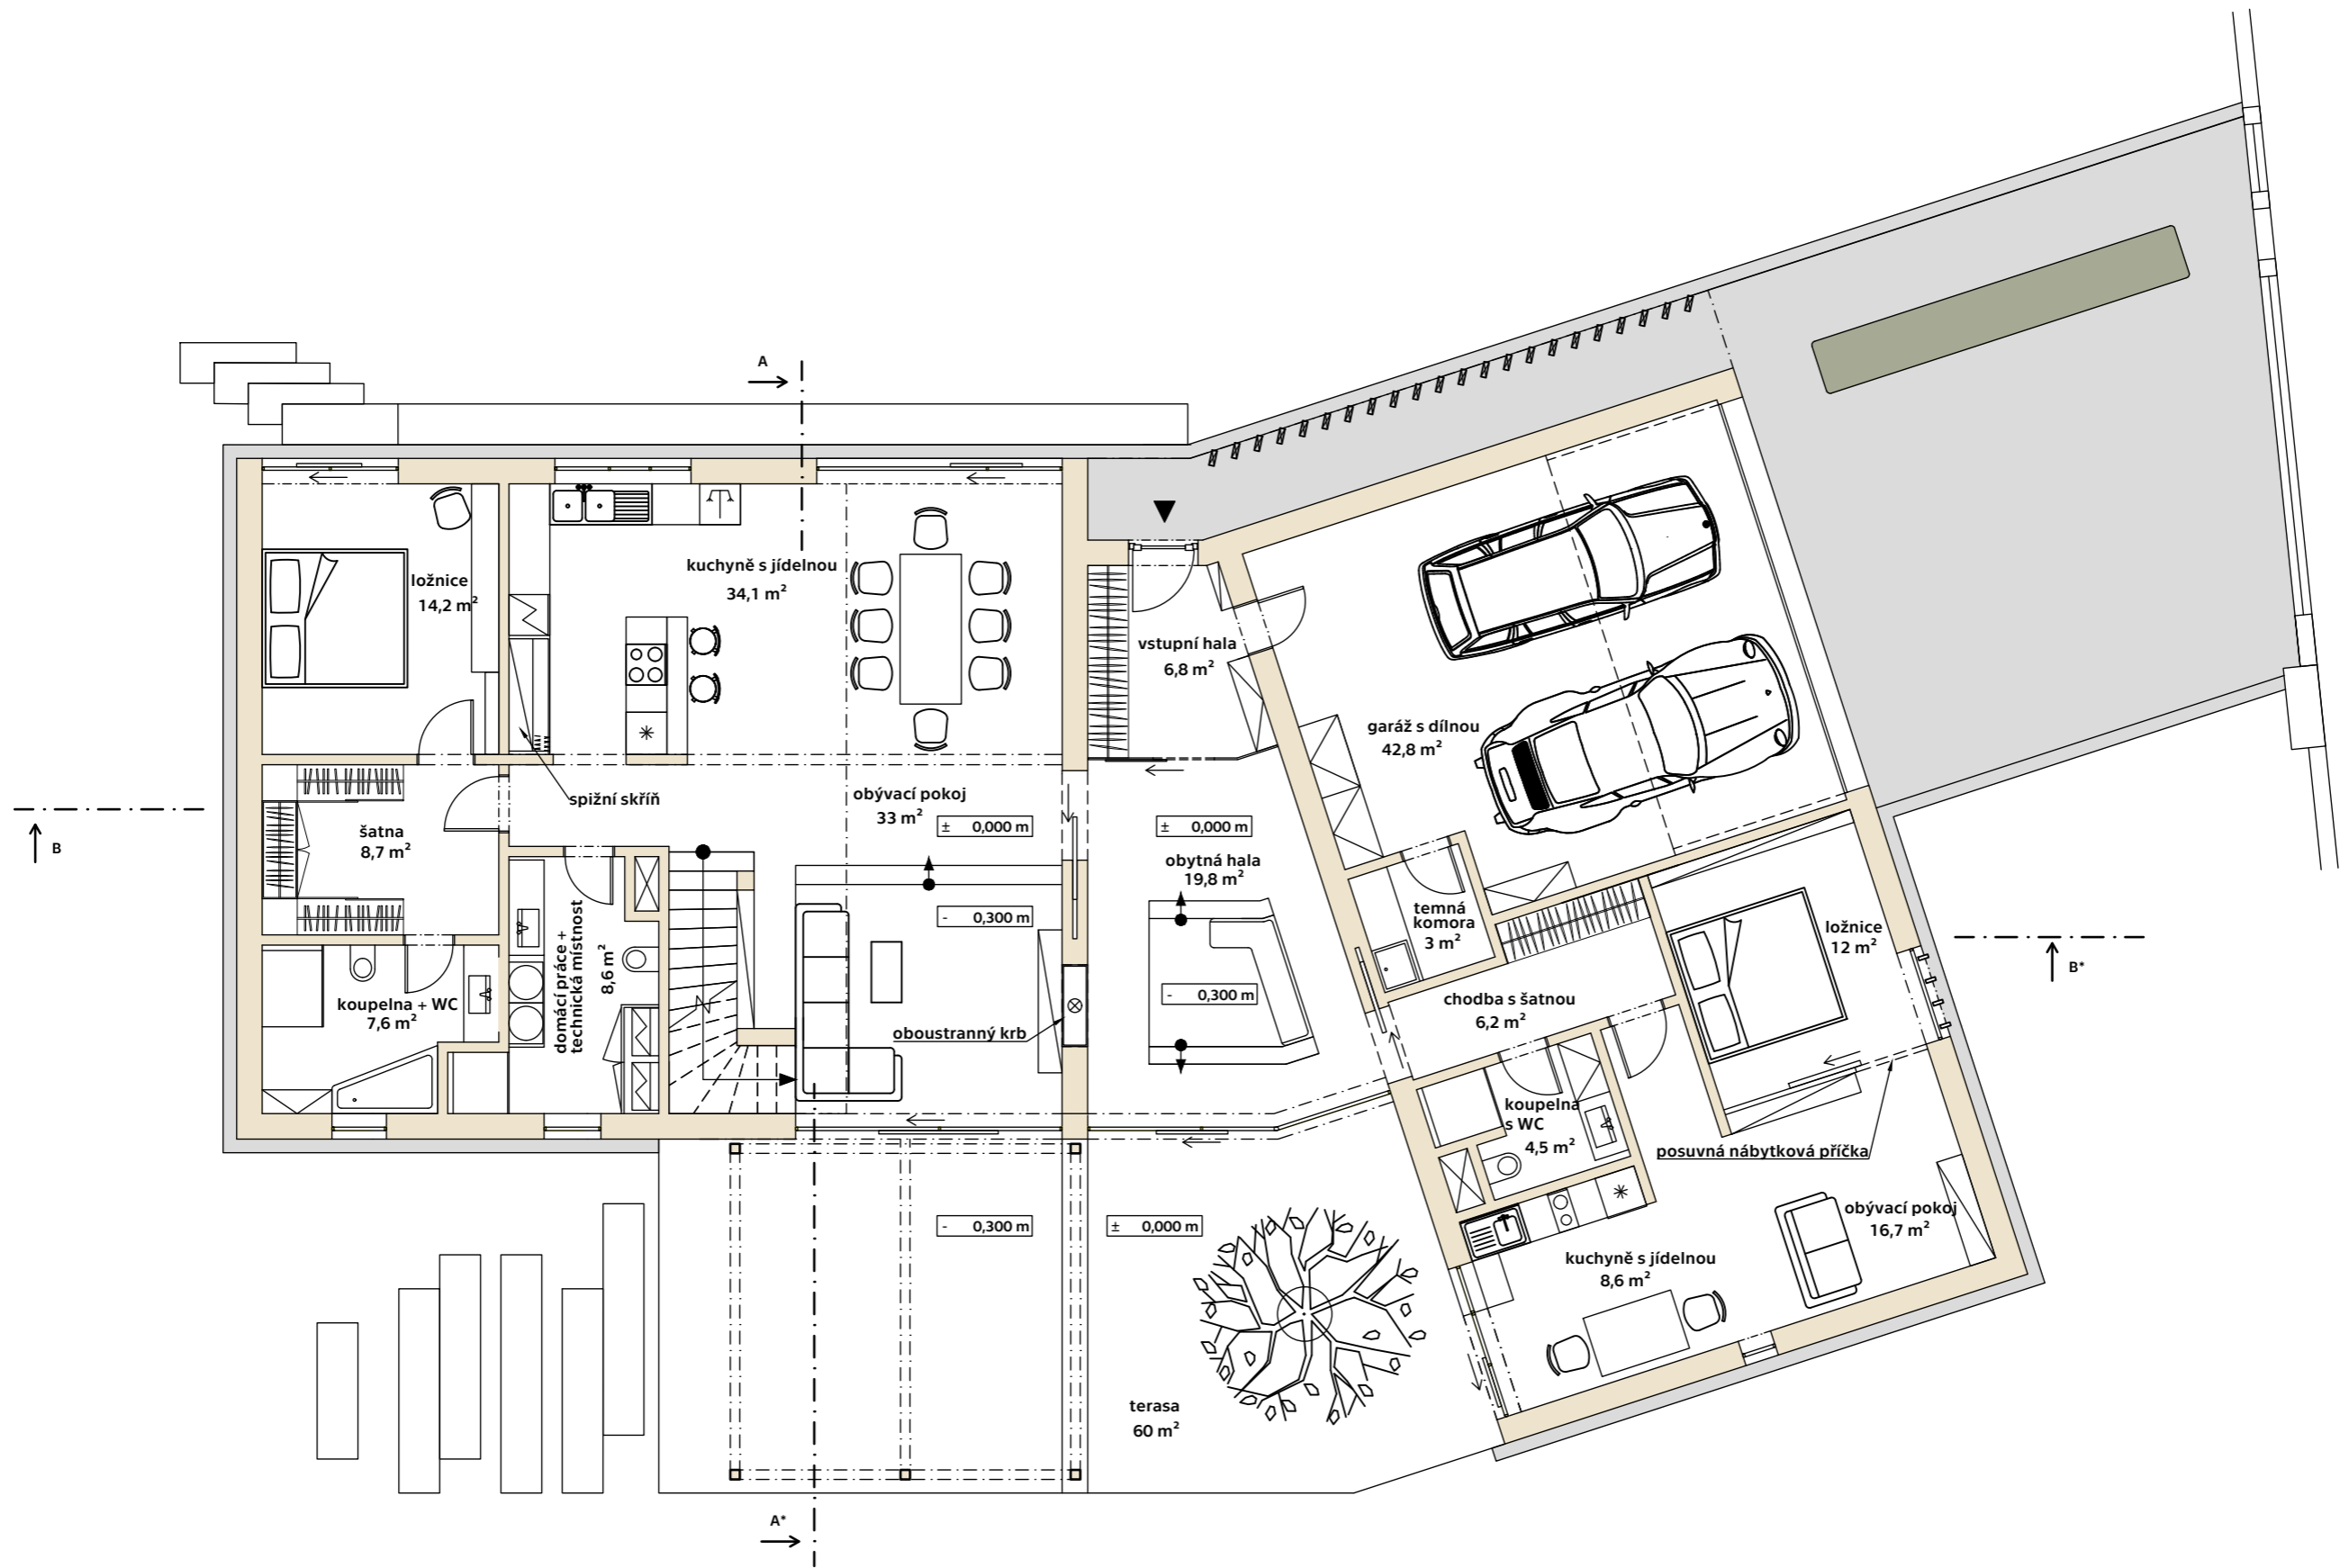 A
ložnice
14,2 m²
kuchyně s jídelnou
34,1 m²
vstupní hala
6,8 m²
garáž s dílnou
42,8 m²
spižní skříň
obývací pokoj
33 m²
± 0,000 m
± 0,000 m
B
šatna
8,7 m²
obytná hala
19,8 m²
- 0,300 m
temná
komora
3 m²
ložnice
12 m²
B*
domácí práce +
technická místnost
8,6 m²
koupelna + WC
7,6 m²
oboustranný krb
- 0,300 m
chodba s šatnou
6,2 m²
koupelna
s WC
4,5 m²
posuvná nábytková příčka
- 0,300 m
± 0,000 m
obývací pokoj
16,7 m²
kuchyně s jídelnou
8,6 m²
terasa
60 m²
A*